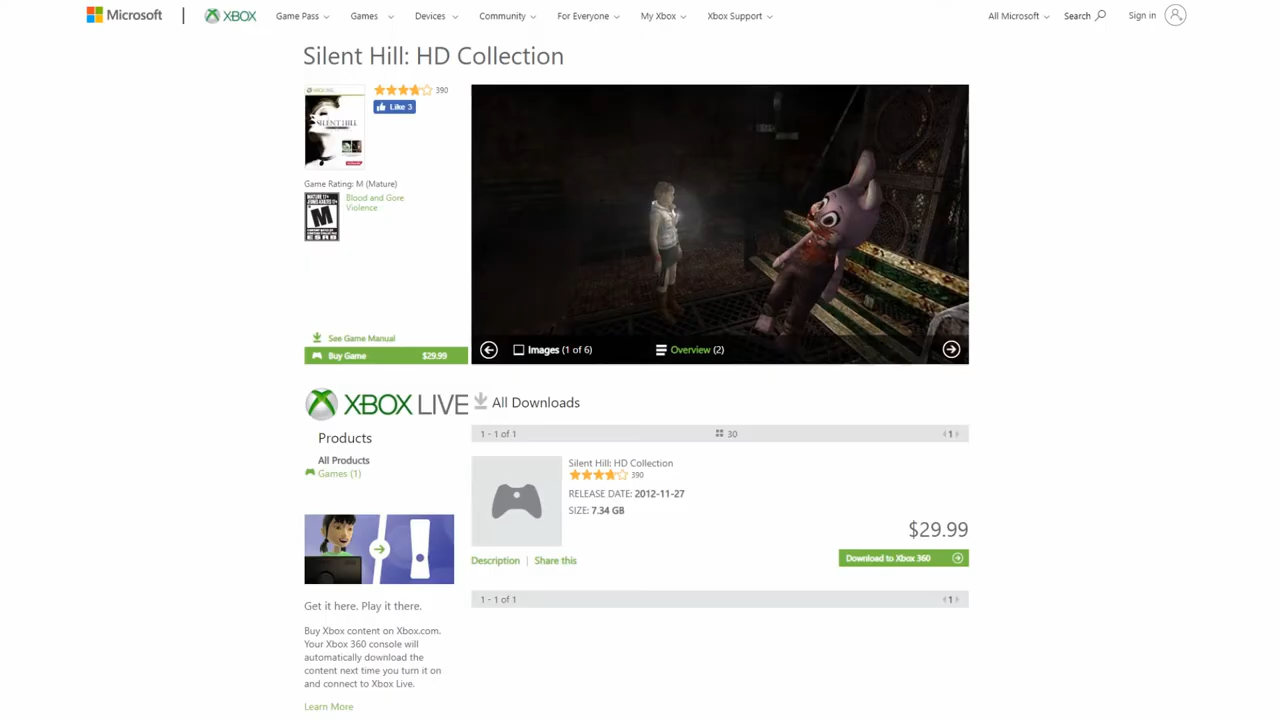 Microsoft
XBOX
Game Pass
Games
Devices
Community
For Everyone
My Xbox
Xbox Support
All Microsoft
Search
Sign in
Silent Hill: HD Collection
390
Like 3
SILENT HILL
Game Rating: M (Mature)
MATURE 17+
M
ESRB
Blood and Gore
Violence
See Game Manual
Buy Game $29.99
Images (1 of 6)
Overview (2)
XBOX LIVE
Products
All Products
Games (1)
All Downloads
1 - 1 of 1 30 1
Silent Hill: HD Collection
390
RELEASE DATE: 2012-11-27
SIZE: 7.34 GB
$29.99
Download to Xbox 360
Description | Share this
1 - 1 of 1 1
Get it here. Play it there.
Buy Xbox content on Xbox.com.
Your Xbox 360 console will
automatically download the
content next time you turn it on
and connect to Xbox Live.
Learn More